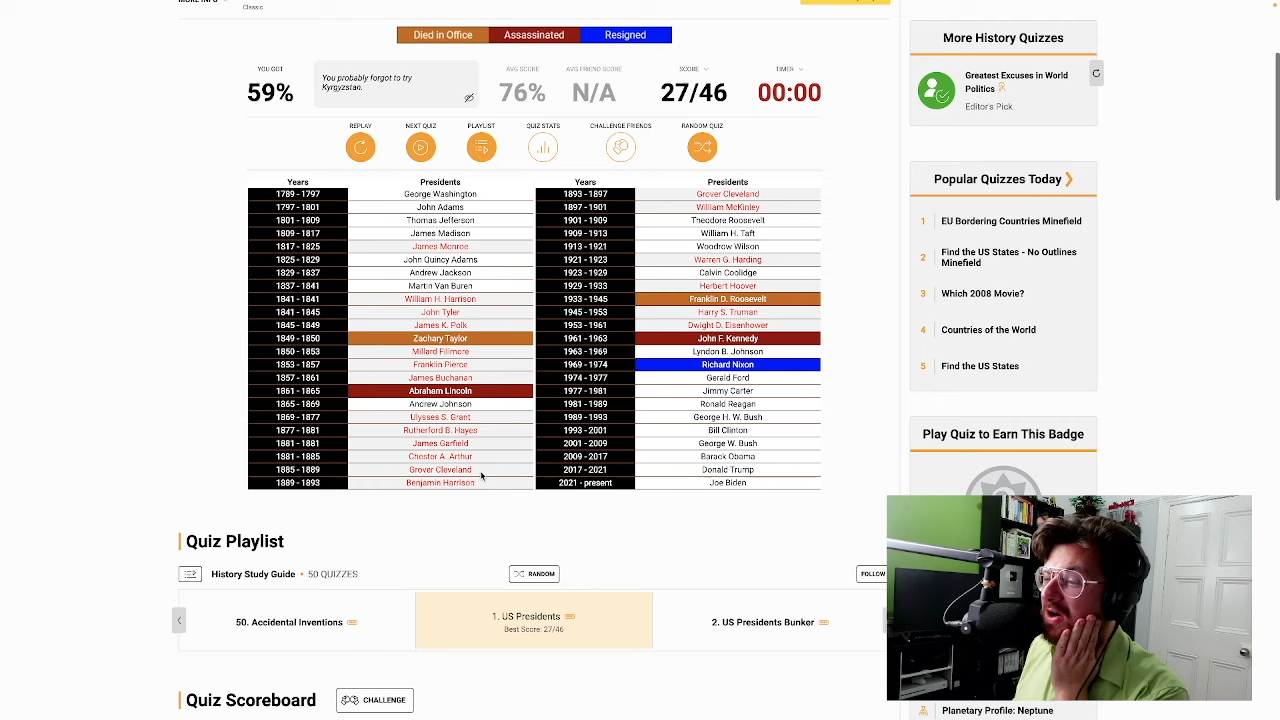 MORE INFO
Classic
Died in Office Assassinated Resigned
YOU GOT
59%
You probably forgot to try
Kyrgyzstan.
AVG SCORE
76%
AVG FRIEND SCORE
N/A
SCORE
27/46
TIMER
00:00
REPLAY NEXT QUIZ PLAYLIST QUIZ STATS CHALLENGE FRIENDS RANDOM QUIZ
Years Presidents
1789 - 1797 George Washington
1797 - 1801 John Adams
1801 - 1809 Thomas Jefferson
1809 - 1817 James Madison
1817 - 1825 James Monroe
1825 - 1829 John Quincy Adams
1829 - 1837 Andrew Jackson
1837 - 1841 Martin Van Buren
1841 - 1841 William H. Harrison
1841 - 1845 John Tyler
1845 - 1849 James K. Polk
1849 - 1850 Zachary Taylor
1850 - 1853 Millard Fillmore
1853 - 1857 Franklin Pierce
1857 - 1861 James Buchanan
1861 - 1865 Abraham Lincoln
1865 - 1869 Andrew Johnson
1869 - 1877 Ulysses S. Grant
1877 - 1881 Rutherford B. Hayes
1881 - 1881 James Garfield
1881 - 1885 Chester A. Arthur
1885 - 1889 Grover Cleveland
1889 - 1893 Benjamin Harrison
Years Presidents
1893 - 1897 Grover Cleveland
1897 - 1901 William McKinley
1901 - 1909 Theodore Roosevelt
1909 - 1913 William H. Taft
1913 - 1921 Woodrow Wilson
1921 - 1923 Warren G. Harding
1923 - 1929 Calvin Coolidge
1929 - 1933 Herbert Hoover
1933 - 1945 Franklin D. Roosevelt
1945 - 1953 Harry S. Truman
1953 - 1961 Dwight D. Eisenhower
1961 - 1963 John F. Kennedy
1963 - 1969 Lyndon B. Johnson
1969 - 1974 Richard Nixon
1974 - 1977 Gerald Ford
1977 - 1981 Jimmy Carter
1981 - 1989 Ronald Reagan
1989 - 1993 George H. W. Bush
1993 - 2001 Bill Clinton
2001 - 2009 George W. Bush
2009 - 2017 Barack Obama
2017 - 2021 Donald Trump
2021 - present Joe Biden
Quiz Playlist
History Study Guide • 50 QUIZZES
RANDOM
FOLLOW
50. Accidental Inventions
1. US Presidents
Best Score: 27/46
2. US Presidents Bunker
Quiz Scoreboard
CHALLENGE
More History Quizzes
Greatest Excuses in World
Politics
Editor's Pick
Popular Quizzes Today
1 EU Bordering Countries Minefield
2 Find the US States - No Outlines
Minefield
3 Which 2008 Movie?
4 Countries of the World
5 Find the US States
Play Quiz to Earn This Badge
Planetary Profile: Neptune